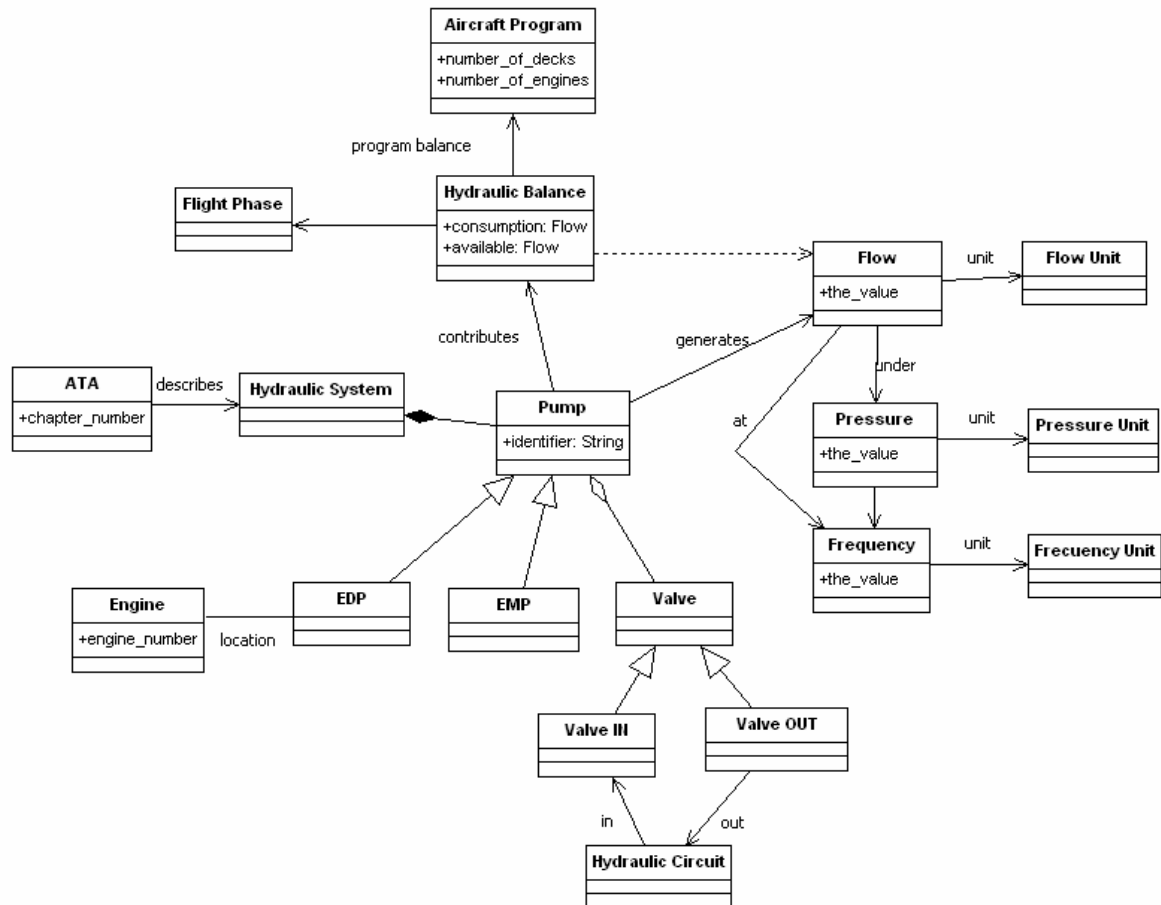 Aircraft Program
+number_of_decks
+number_of_engines
program balance
Flight Phase
Hydraulic Balance
+consumption: Flow
+available: Flow
Flow
+the_value
unit
Flow Unit
contributes
generates
under
ATA
+chapter_number
describes
Hydraulic System
Pump
+identifier: String
at
Pressure
+the_value
unit
Pressure Unit
Frequency
+the_value
unit
Frecuency Unit
Engine
+engine_number
location
EDP
EMP
Valve
Valve IN
Valve OUT
in
out
Hydraulic Circuit